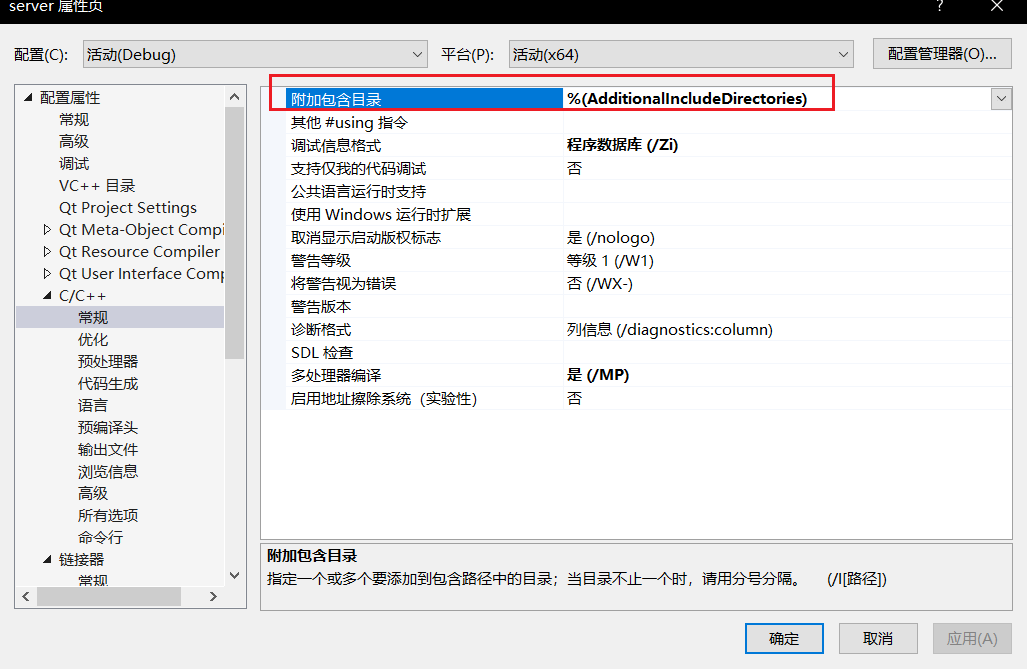 server 属性页
?
配置(C): 活动(Debug) 平台(P): 活动(x64) 配置管理器(O)...
配置属性
常规
高级
调试
VC++ 目录
Qt Project Settings
Qt Meta-Object Compi
Qt Resource Compiler
Qt User Interface Comp
C/C++
常规
优化
预处理器
代码生成
语言
预编译头
输出文件
浏览信息
高级
所有选项
命令行
链接器
常规
附加包含目录 %(AdditionalIncludeDirectories)
其他 #using 指令
调试信息格式 程序数据库 (/Zi)
支持仅我的代码调试 否
公共语言运行时支持
使用 Windows 运行时扩展
取消显示启动版权标志 是 (/nologo)
警告等级 等级 1 (/W1)
将警告视为错误 否 (/WX-)
警告版本
诊断格式 列信息 (/diagnostics:column)
SDL 检查
多处理器编译 是 (/MP)
启用地址擦除系统（实验性） 否
附加包含目录
指定一个或多个要添加到包含路径中的目录；当目录不止一个时，请用分号分隔。 (/I[路径])
确定 取消 应用(A)